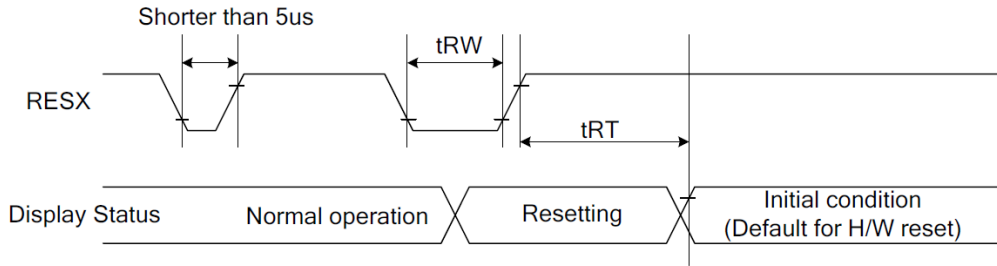 Shorter than 5us
tRW
RESX
tRT
Display Status
Normal operation
Resetting
Initial condition
(Default for H/W reset)